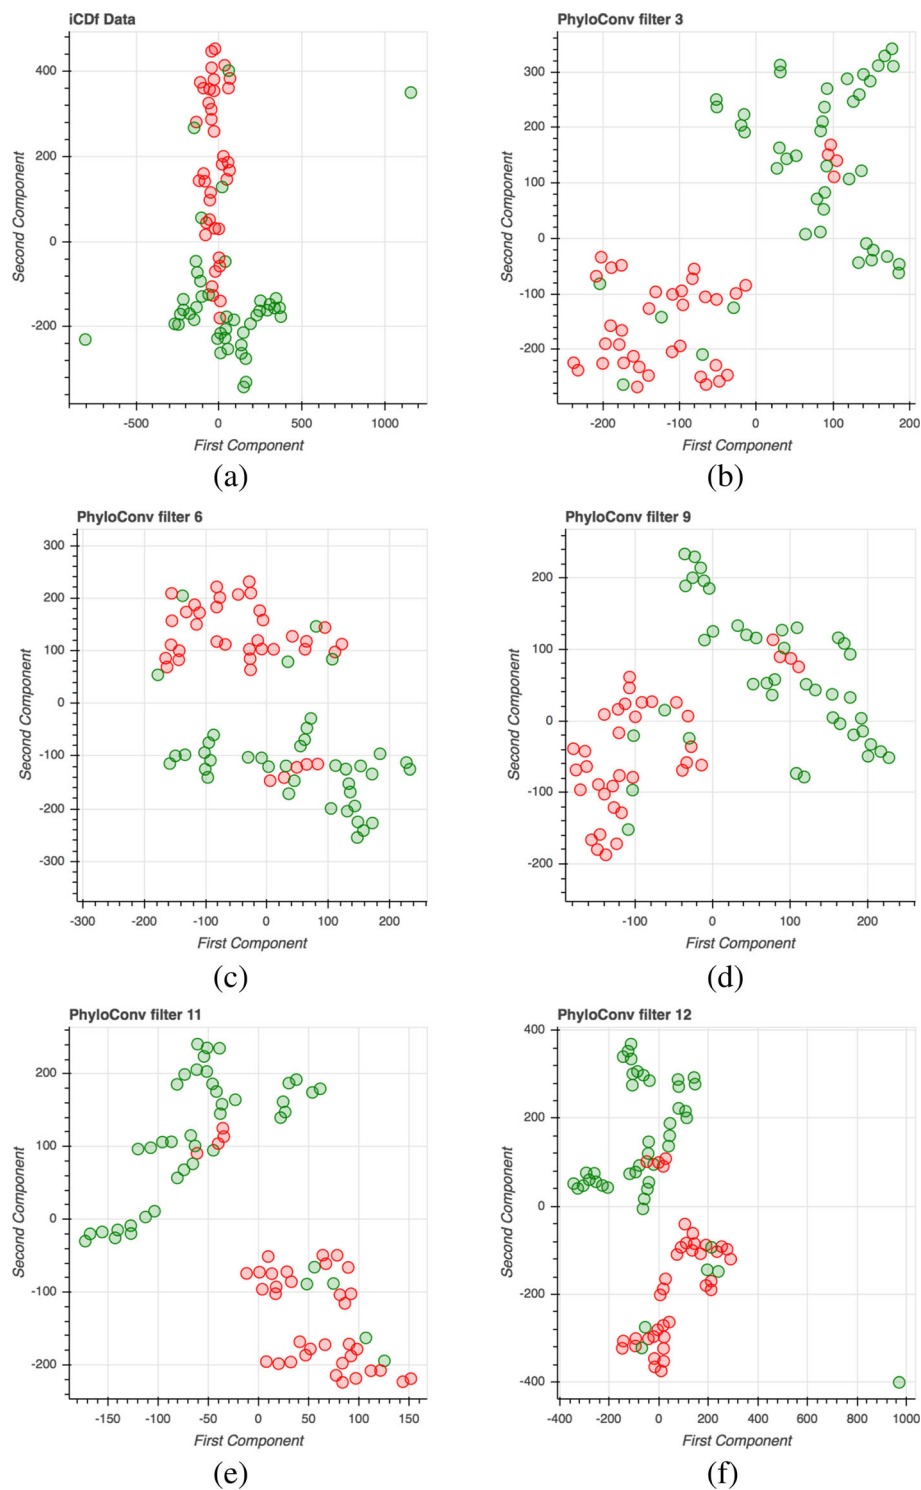 iCDf Data
PhyloConv filter 3
Second Component
400
200
0
-200
-500
0
500
1000
First Component
(a)
Second Component
300
200
100
0
-100
-200
-200
-100
0
100
200
First Component
(b)
PhyloConv filter 6
PhyloConv filter 9
Second Component
300
200
100
0
-100
-200
-300
-300
-200
-100
0
100
200
First Component
(c)
Second Component
200
100
0
-100
-200
-100
0
100
200
First Component
(d)
PhyloConv filter 11
PhyloConv filter 12
Second Component
200
100
0
-100
-200
-150
-100
-50
0
50
100
150
First Component
(e)
Second Component
400
200
0
-200
-400
-400
-200
0
200
400
600
800
1000
First Component
(f)